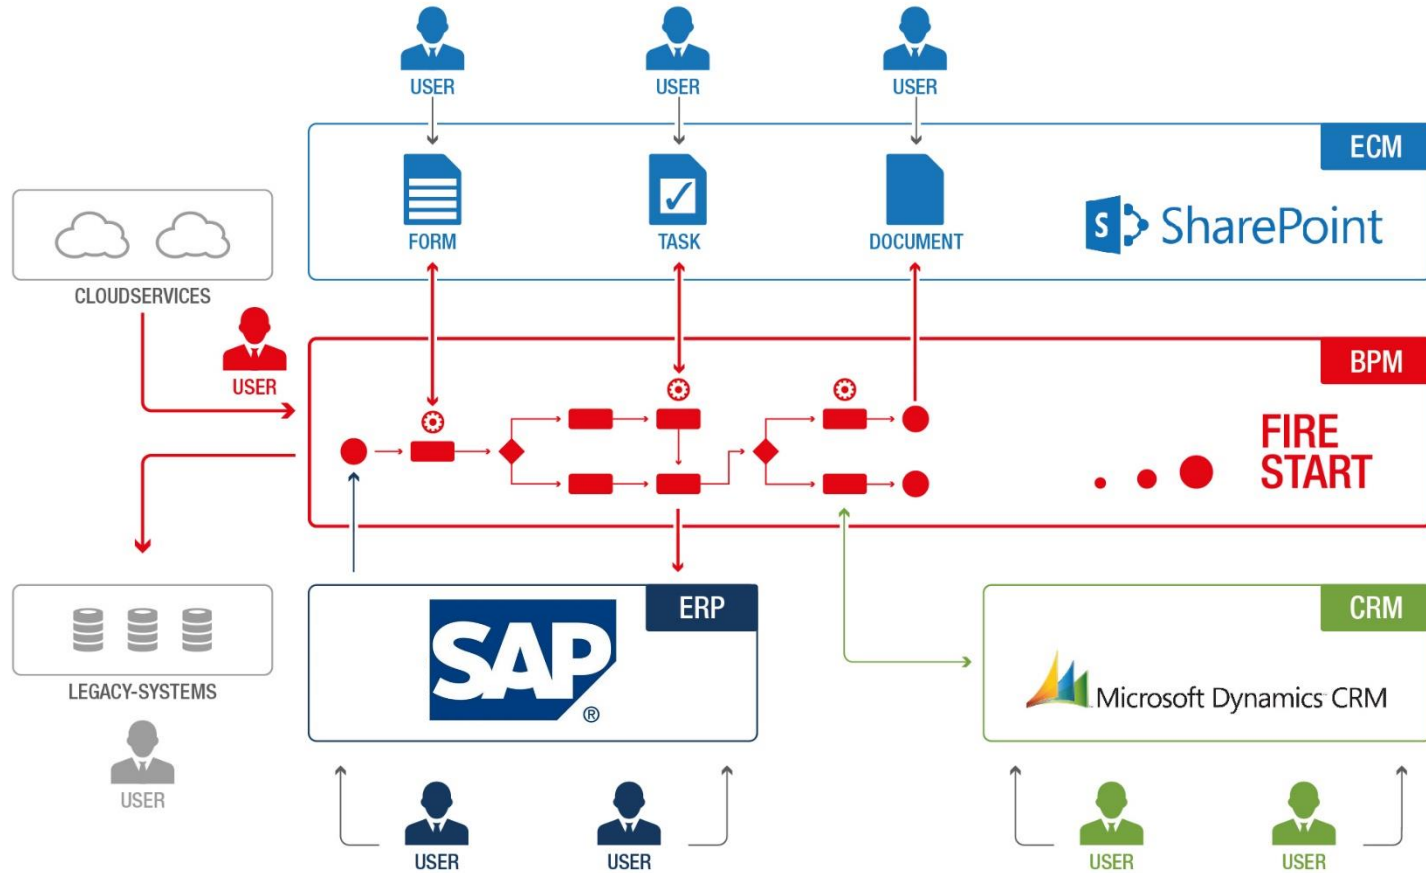 USER
USER
USER
ECM
FORM
TASK
DOCUMENT
S
SharePoint
CLOUDSERVICES
USER
BPM
FIRE
START
LEGACY-SYSTEMS
USER
ERP
SAP
®
CRM
Microsoft Dynamics CRM
USER
USER
USER
USER